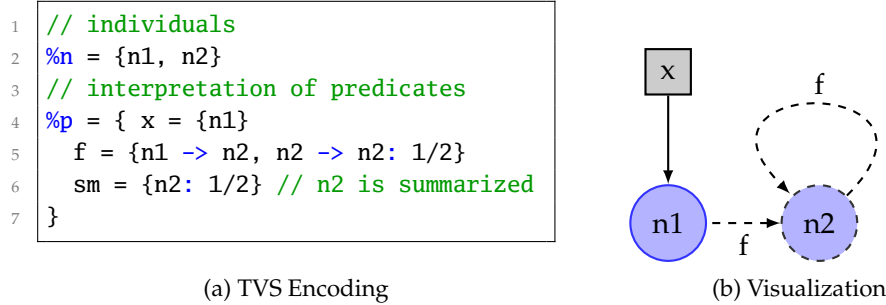 1 // individuals
2 %n = {n1, n2}
3 // interpretation of predicates
4 %p = { x = {n1}
5 f = {n1 -> n2, n2 -> n2: 1/2}
6 sm = {n2: 1/2} // n2 is summarized
7 }
x
f
n1
f
n2
(a) TVS Encoding
(b) Visualization